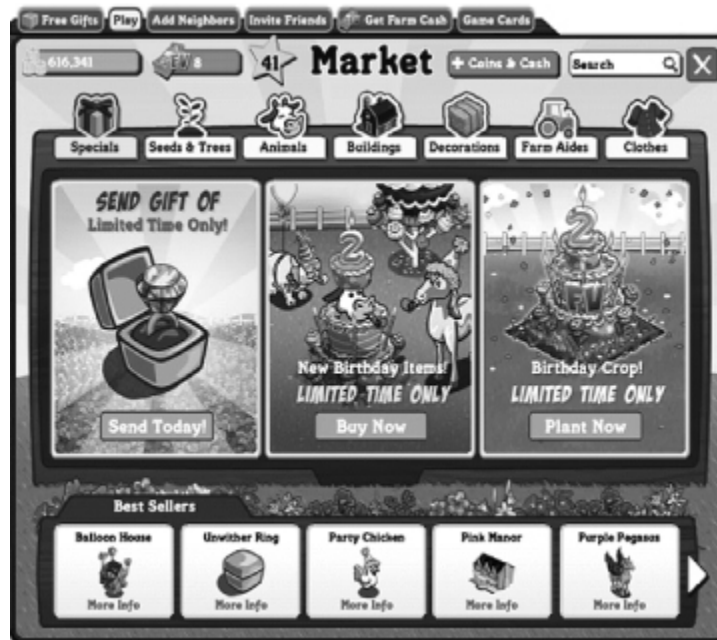 Free Gifts
Play
Add Neighbors
Invite Friends
Get Farm Cash
Game Cards
616,341
FV 8
41
Market
+ Coins & Cash
Search
X
Specials
Seeds & Trees
Animals
Buildings
Decorations
Farm Aides
Clothes
SEND GIFT OF
Limited Time Only!
Send Today!
2
New Birthday Items!
LIMITED TIME ONLY
Buy Now
2
FV
Birthday Crop!
LIMITED TIME ONLY
Plant Now
Best Sellers
Balloon House
More Info
Unwither Ring
More Info
Party Chicken
More Info
Pink Manor
More Info
Purple Pegasus
More Info